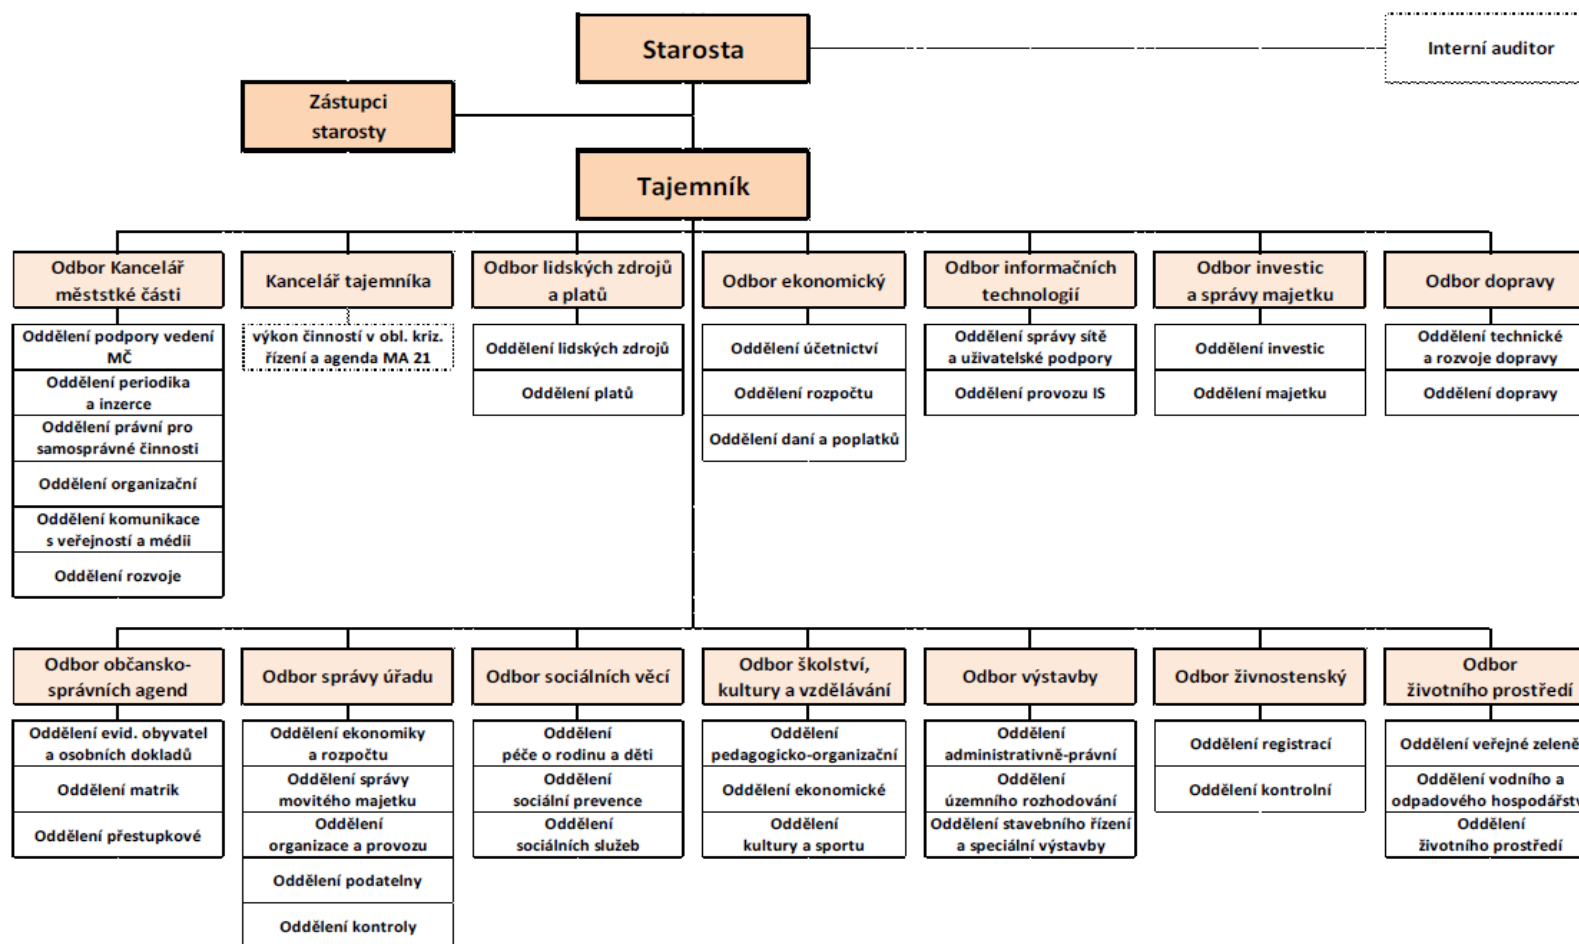 Starosta
Interní auditor
Zástupci
starosty
Tajemník
Odbor Kancelář
měststké části
Kancelář tajemníka
Odbor lidských zdrojů
a platů
Odbor ekonomický
Odbor informačních
technologií
Odbor investic
a správy majetku
Odbor dopravy
Oddělení podpory vedení
MČ
Oddělení periodika
a inzerce
Oddělení právní pro
samosprávné činnosti
Oddělení organizační
Oddělení komunikace
s veřejností a médii
Oddělení rozvoje
výkon činností v obl. kriz.
řízení a agenda MA 21
Oddělení lidských zdrojů
Oddělení platů
Oddělení účetnictví
Oddělení rozpočtu
Oddělení daní a poplatků
Oddělení správy sítě
a uživatelské podpory
Oddělení provozu IS
Oddělení investic
Oddělení majetku
Oddělení technické
a rozvoje dopravy
Oddělení dopravy
Odbor občansko-
správních agend
Odbor správy úřadu
Odbor sociálních věcí
Odbor školství,
kultury a vzdělávání
Odbor výstavby
Odbor živnostenský
Odbor
životního prostředí
Oddělení evid. obyvatel
a osobních dokladů
Oddělení matrik
Oddělení přestupkové
Oddělení ekonomiky
a rozpočtu
Oddělení správy
movitého majetku
Oddělení
organizace a provozu
Oddělení podatelny
Oddělení kontroly
Oddělení
péče o rodinu a děti
Oddělení
sociální prevence
Oddělení
sociálních služeb
Oddělení
pedagogicko-organizační
Oddělení ekonomické
Oddělení
kultury a sportu
Oddělení
administrativně-právní
Oddělení
územního rozhodování
Oddělení stavebního řízení
a speciální výstavby
Oddělení registrací
Oddělení kontrolní
Oddělení veřejné zeleně
Oddělení vodního a
odpadového hospodářstv
Oddělení
životního prostředí